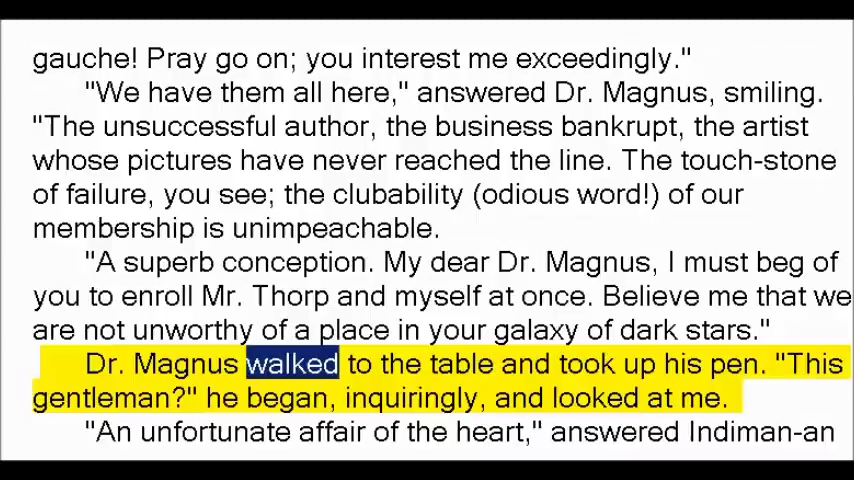 gauche! Pray go on; you interest me exceedingly."
"We have them all here," answered Dr. Magnus, smiling.
"The unsuccessful author, the business bankrupt, the artist
whose pictures have never reached the line. The touch-stone
of failure, you see; the clubability (odious word!) of our
membership is unimpeachable.
"A superb conception. My dear Dr. Magnus, I must beg of
you to enroll Mr. Thorp and myself at once. Believe me that we
are not unworthy of a place in your galaxy of dark stars."
Dr. Magnus walked to the table and took up his pen. "This
gentleman?" he began, inquiringly, and looked at me.
"An unfortunate affair of the heart," answered Indiman-an